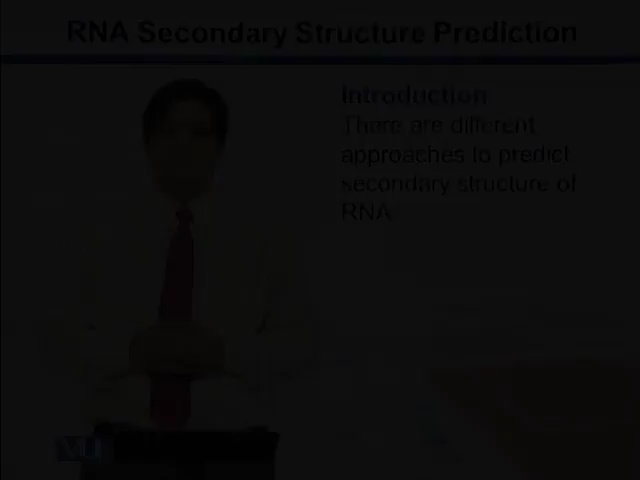 RNA Secondary Structure Prediction
Introduction
There are different
approaches to predict
secondary structure of
RNA.